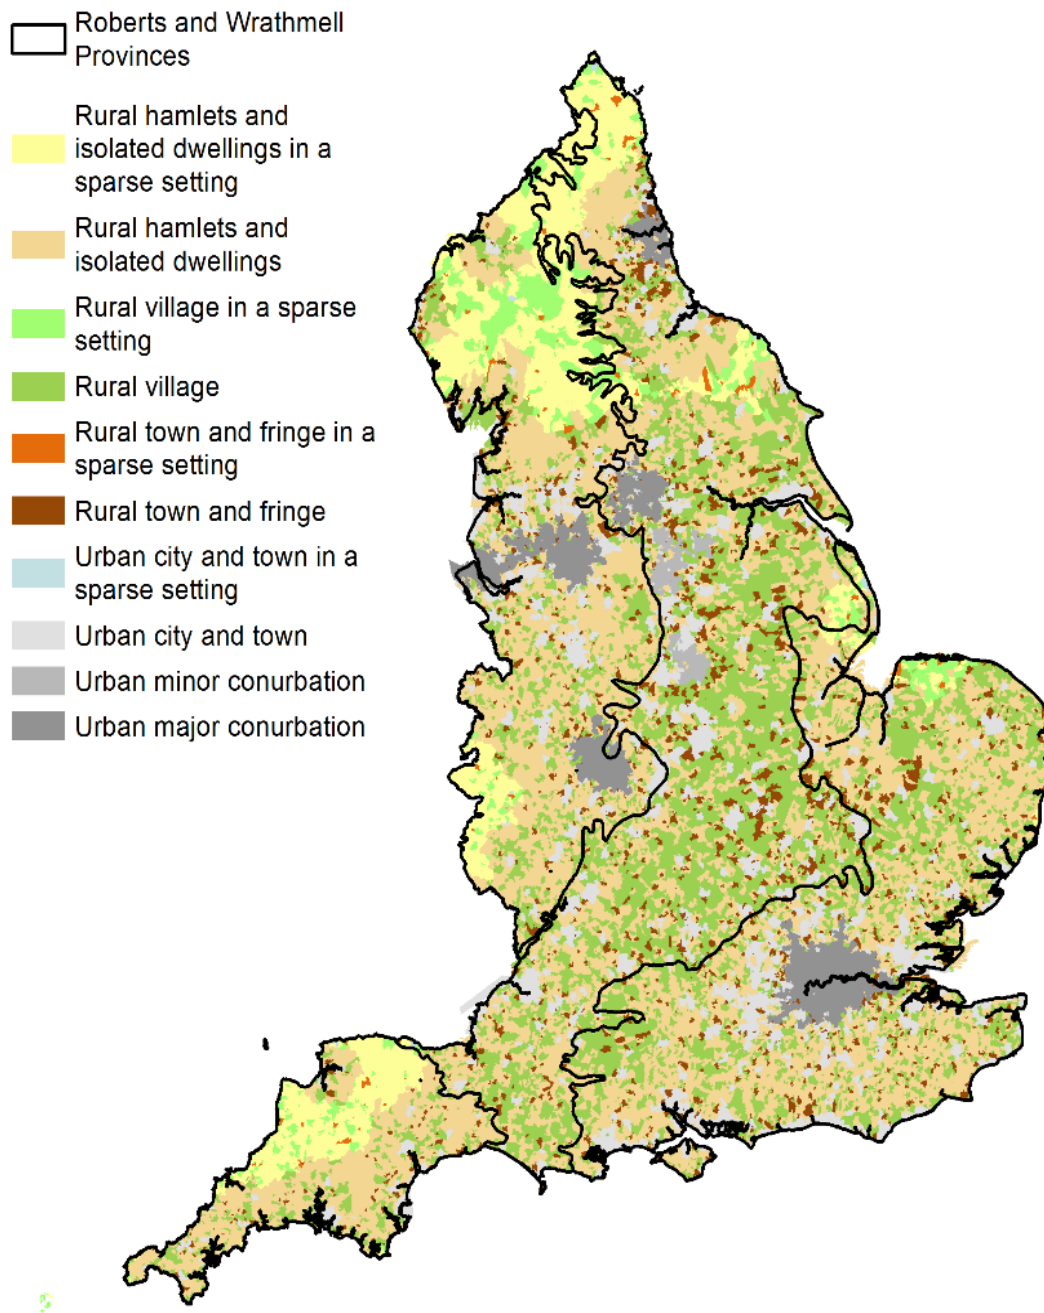 Roberts and Wrathmell
Provinces
Rural hamlets and
isolated dwellings in a
sparse setting
Rural hamlets and
isolated dwellings
Rural village in a sparse
setting
Rural village
Rural town and fringe in a
sparse setting
Rural town and fringe
Urban city and town in a
sparse setting
Urban city and town
Urban minor conurbation
Urban major conurbation